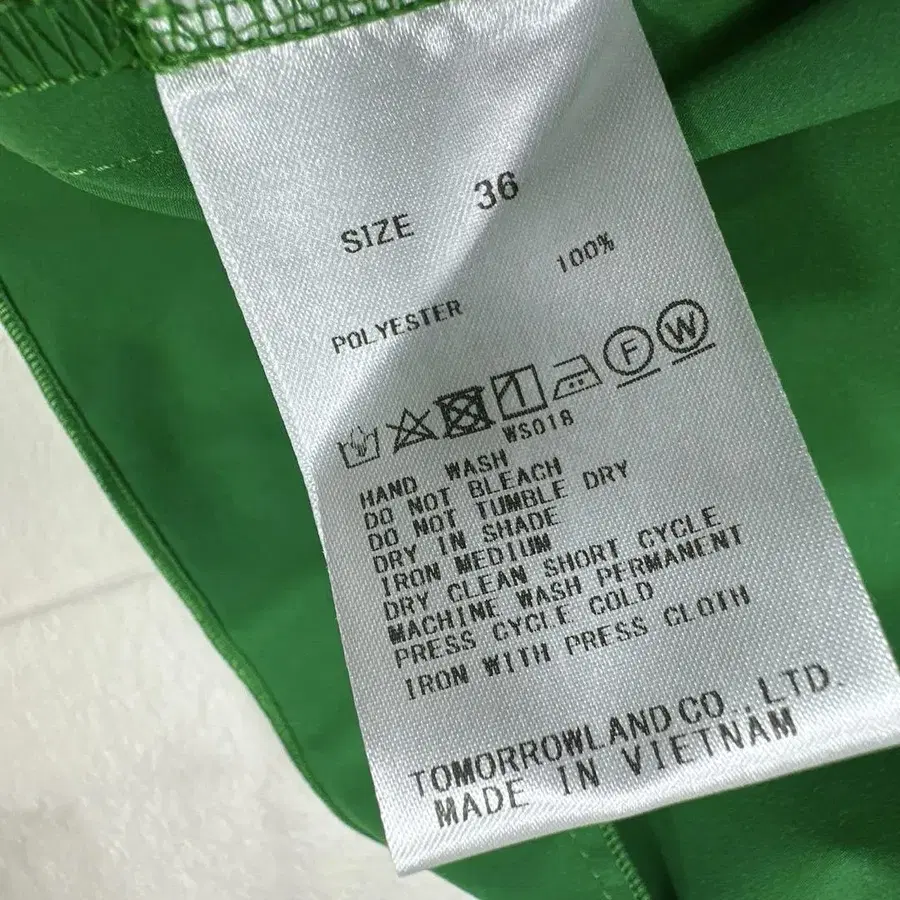 SIZE 36
POLYESTER 100%
F W
WS018
HAND WASH
DO NOT BLEACH
DO NOT TUMBLE DRY
DRY IN SHADE
IRON MEDIUM
DRY CLEAN SHORT CYCLE
MACHINE WASH PERMANENT
PRESS CYCLE COLD
IRON WITH PRESS CLOTH
TOMORROWLAND CO.,LTD.
MADE IN VIETNAM